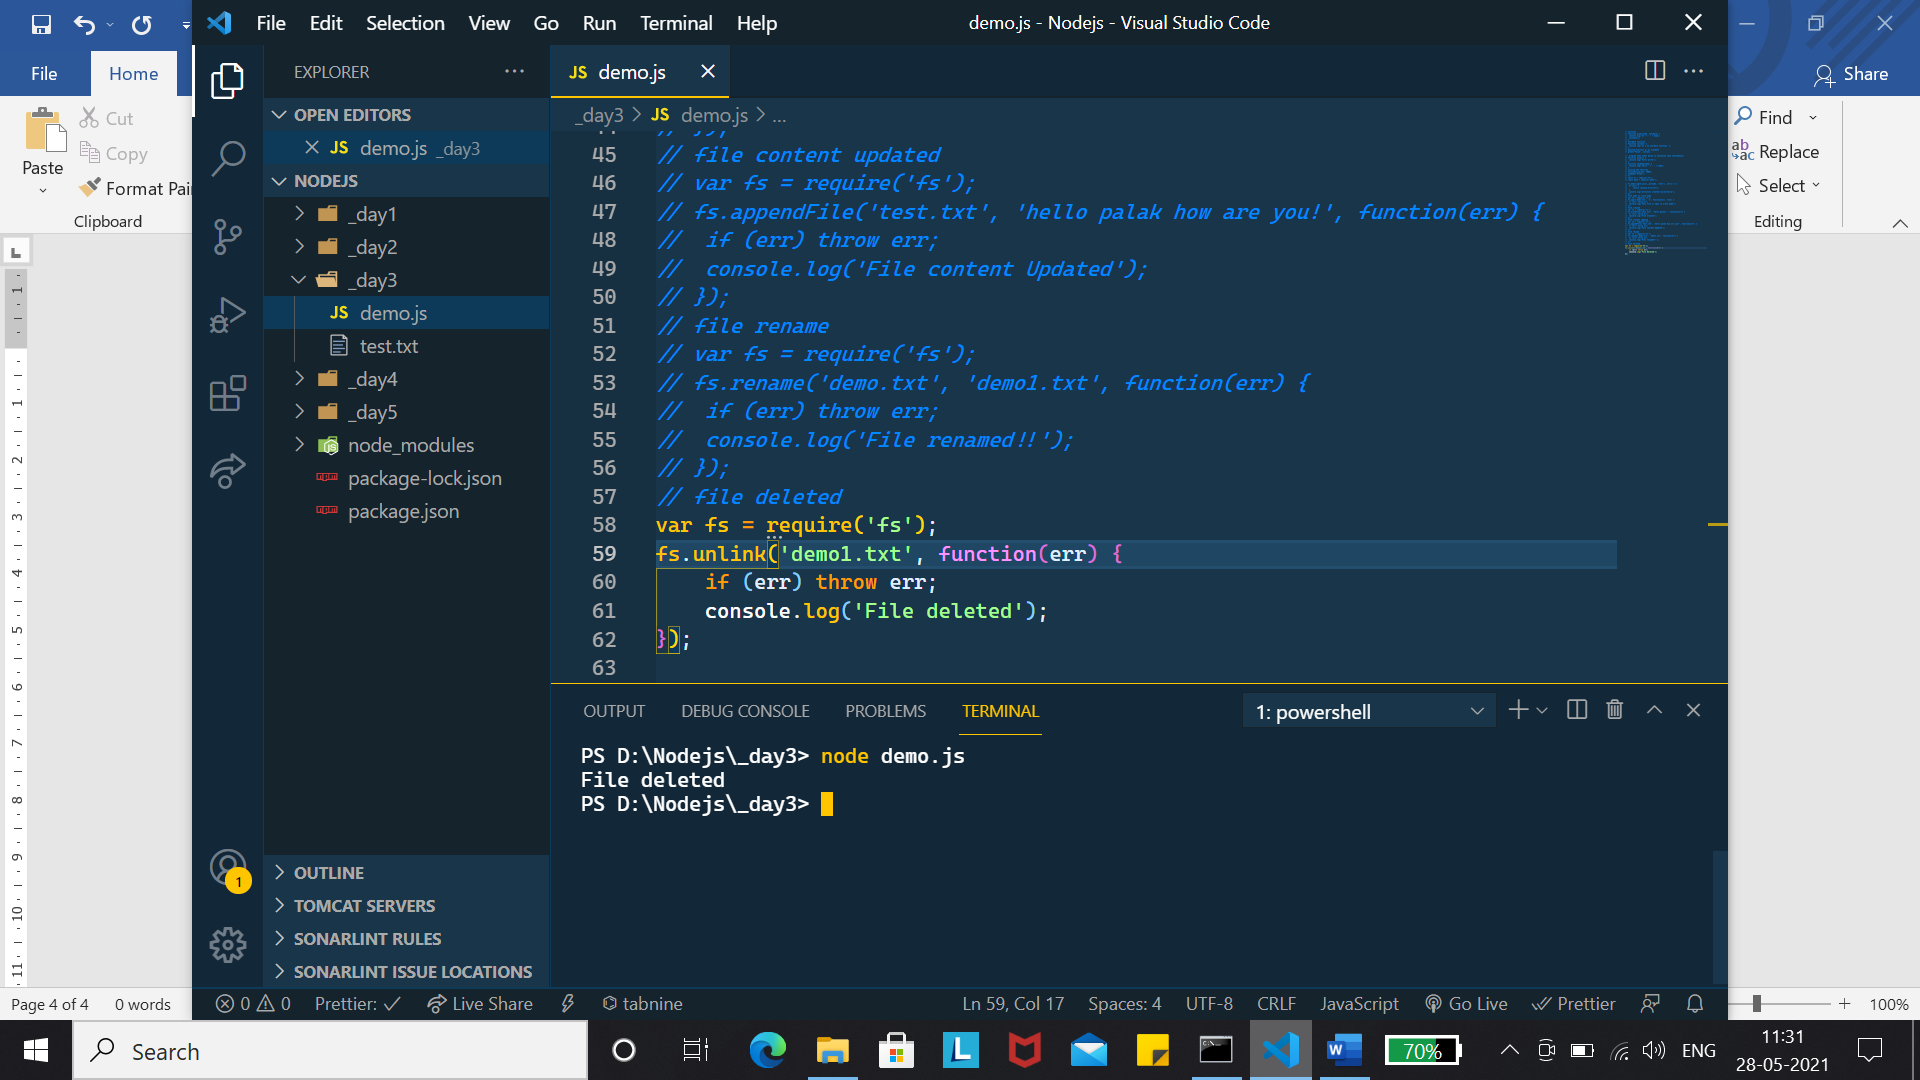 File Edit Selection View Go Run Terminal Help
demo.js - Nodejs - Visual Studio Code
File Home
Share
Paste
Cut
Copy
Format Pai
Clipboard
Find
Replace
Select
Editing
EXPLORER
OPEN EDITORS
JS demo.js _day3
NODEJS
_day1
_day2
_day3
JS demo.js
test.txt
_day4
_day5
node_modules
package-lock.json
package.json
OUTLINE
TOMCAT SERVERS
SONARLINT RULES
SONARLINT ISSUE LOCATIONS
JS demo.js
_day3 > JS demo.js > ...
45 // file content updated
46 // var fs = require('fs');
47 // fs.appendFile('test.txt', 'hello palak how are you!', function(err) {
48 //  if (err) throw err;
49 //  console.log('File content Updated');
50 // });
51 // file rename
52 // var fs = require('fs');
53 // fs.rename('demo.txt', 'demo1.txt', function(err) {
54 //  if (err) throw err;
55 //  console.log('File renamed!!');
56 // });
57 // file deleted
58 var fs = require('fs');
59 fs.unlink('demo1.txt', function(err) {
60     if (err) throw err;
61     console.log('File deleted');
62 });
63
OUTPUT DEBUG CONSOLE PROBLEMS TERMINAL
1: powershell
PS D:\Nodejs\_day3> node demo.js
File deleted
PS D:\Nodejs\_day3>
1
Page 4 of 4 0 words
0 0 Prettier: Live Share tabnine
Ln 59, Col 17 Spaces: 4 UTF-8 CRLF JavaScript Go Live Prettier
100%
Search
70%
ENG
11:31
28-05-2021